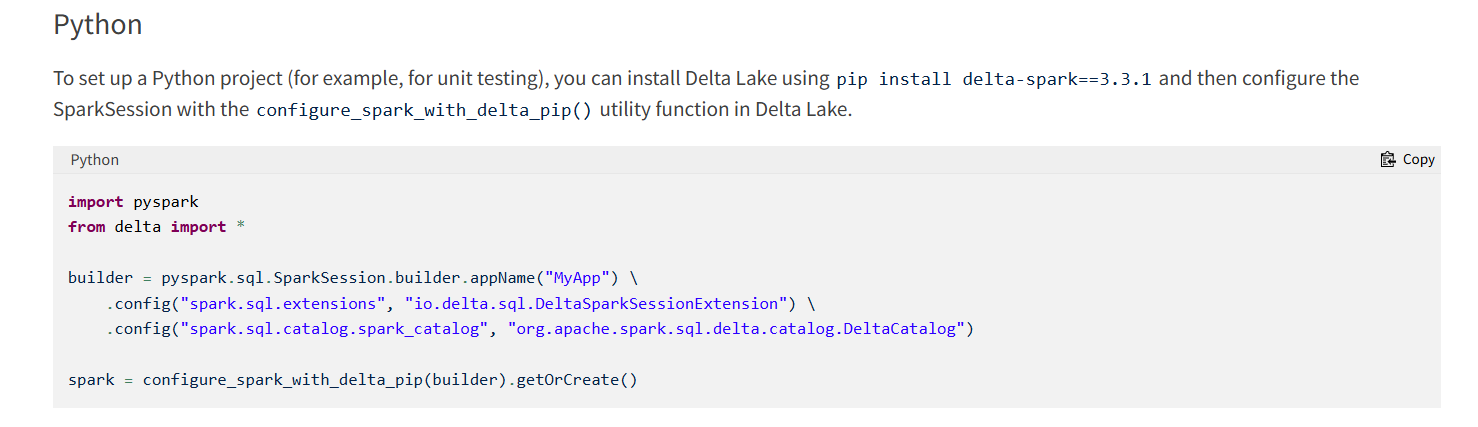 Python
To set up a Python project (for example, for unit testing), you can install Delta Lake using pip install delta-spark==3.3.1 and then configure the
SparkSession with the configure_spark_with_delta_pip() utility function in Delta Lake.
Python
Copy
import pyspark
from delta import *
builder = pyspark.sql.SparkSession.builder.appName("MyApp") \
    .config("spark.sql.extensions", "io.delta.sql.DeltaSparkSessionExtension") \
    .config("spark.sql.catalog.spark_catalog", "org.apache.spark.sql.delta.catalog.DeltaCatalog")
spark = configure_spark_with_delta_pip(builder).getOrCreate()